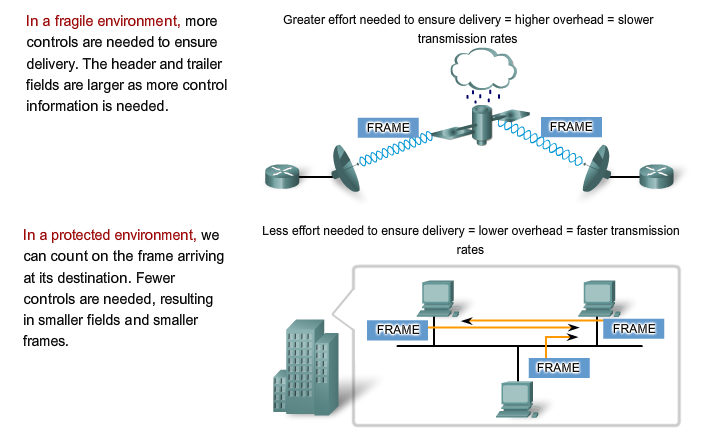 In a fragile environment, more
controls are needed to ensure
delivery. The header and trailer
fields are larger as more control
information is needed.
Greater effort needed to ensure delivery = higher overhead = slower
transmission rates
FRAME
FRAME
In a protected environment, we
can count on the frame arriving
at its destination. Fewer
controls are needed, resulting
in smaller fields and smaller
frames.
Less effort needed to ensure delivery = lower overhead = faster transmission
rates
FRAME
FRAME
FRAME